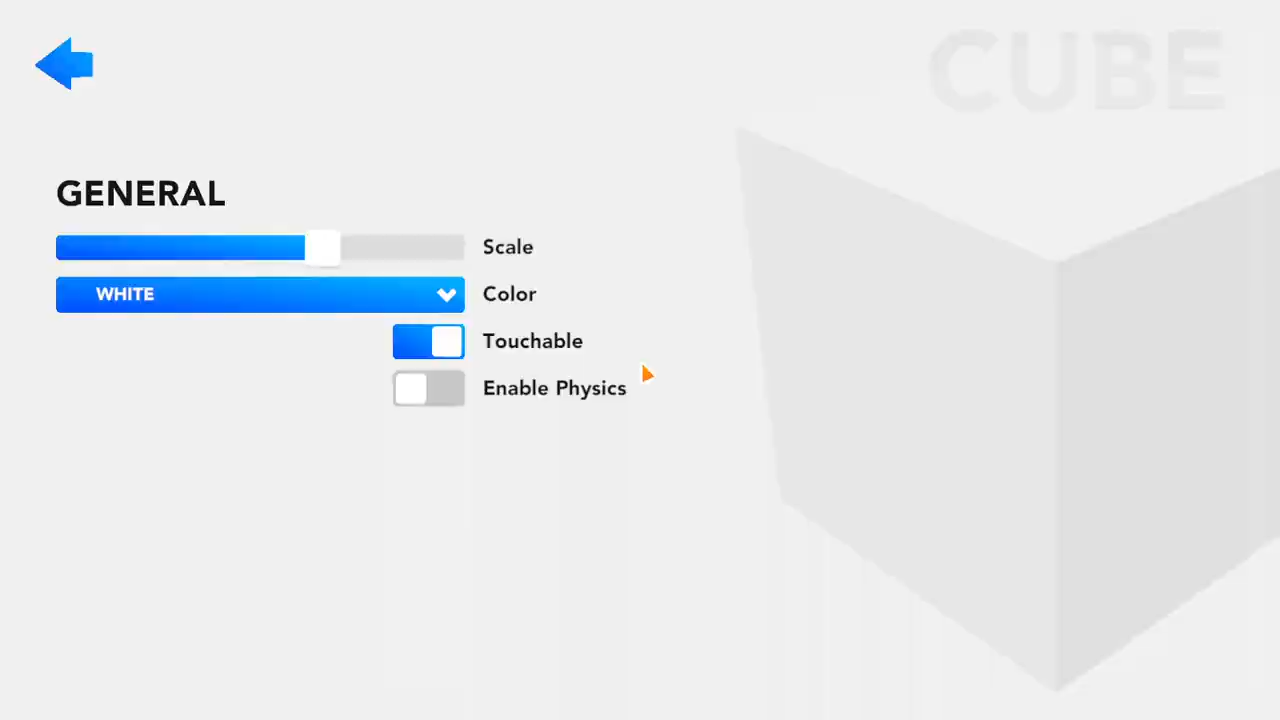 CUBE
GENERAL
Scale
WHITE Color
Touchable
Enable Physics